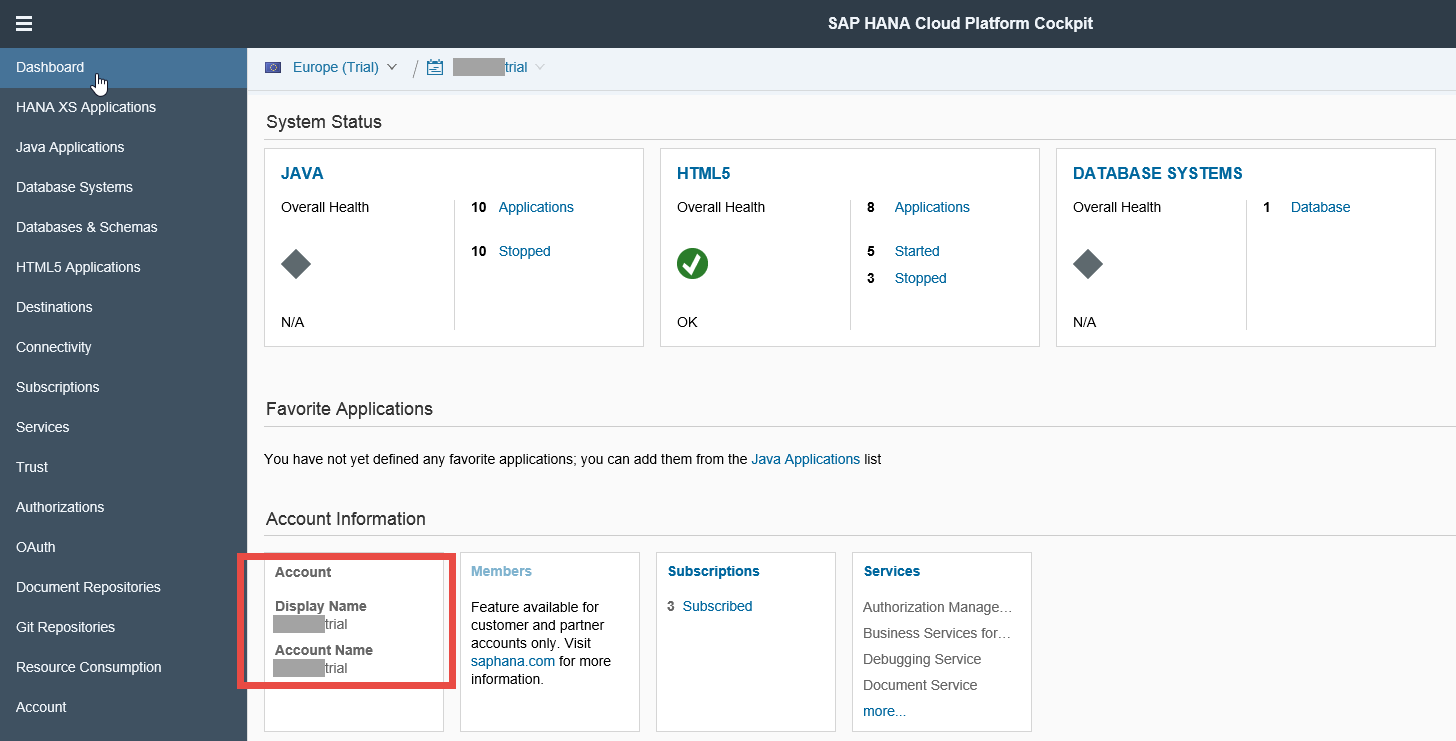 SAP HANA Cloud Platform Cockpit
Dashboard
HANA XS Applications
Java Applications
Database Systems
Databases & Schemas
HTML5 Applications
Destinations
Connectivity
Subscriptions
Services
Trust
Authorizations
OAuth
Document Repositories
Git Repositories
Resource Consumption
Account
Europe (Trial) / trial
System Status
JAVA
Overall Health
N/A
10 Applications
10 Stopped
HTML5
Overall Health
OK
8 Applications
5 Started
3 Stopped
DATABASE SYSTEMS
Overall Health
N/A
1 Database
Favorite Applications
You have not yet defined any favorite applications; you can add them from the Java Applications list
Account Information
Account
Display Name
trial
Account Name
trial
Members
Feature available for
customer and partner
accounts only. Visit
saphana.com for more
information.
Subscriptions
3 Subscribed
Services
Authorization Manage...
Business Services for...
Debugging Service
Document Service
more...